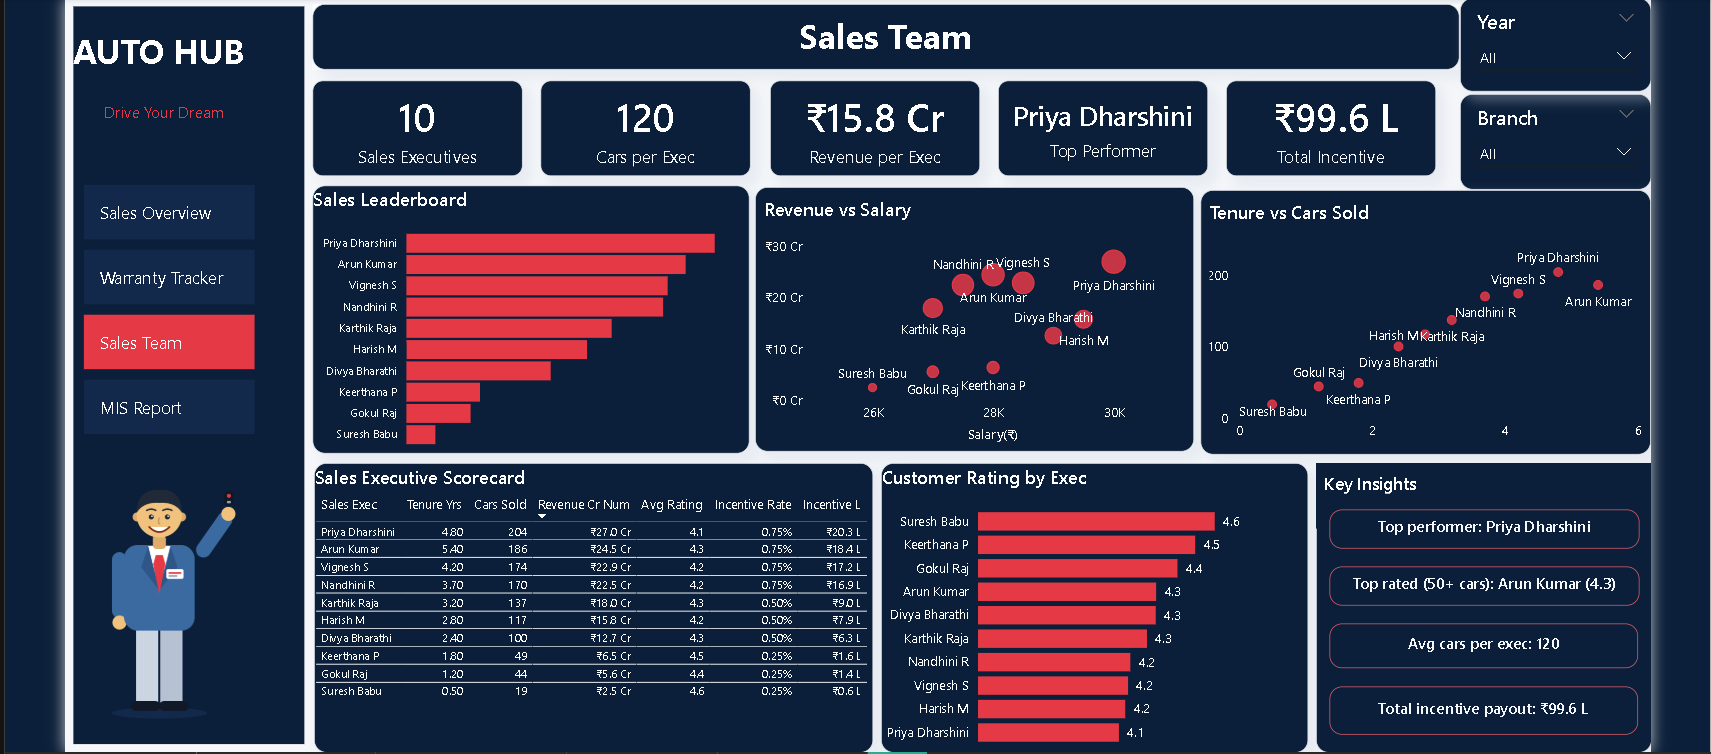 AUTO HUB
Drive Your Dream
Sales Overview
Warranty Tracker
Sales Team
MIS Report
Sales Team
Year
All
Branch
All
10
Sales Executives
120
Cars per Exec
₹15.8 Cr
Revenue per Exec
Priya Dharshini
Top Performer
₹99.6 L
Total Incentive
Sales Leaderboard
Priya Dharshini
Arun Kumar
Vignesh S
Nandhini R
Karthik Raja
Harish M
Divya Bharathi
Keerthana P
Gokul Raj
Suresh Babu
Revenue vs Salary
₹30 Cr
₹20 Cr
₹10 Cr
₹0 Cr
Nandhini R Vignesh S
Priya Dharshini
Arun Kumar
Divya Bharathi
Karthik Raja
Harish M
Suresh Babu
Gokul Raj Keerthana P
26K 28K 30K
Salary(₹)
Tenure vs Cars Sold
200
100
0
Priya Dharshini
Vignesh S
Arun Kumar
Nandhini R
Harish M Karthik Raja
Divya Bharathi
Gokul Raj
Keerthana P
Suresh Babu
0 2 4 6
Sales Executive Scorecard
Sales Exec Tenure Yrs Cars Sold Revenue Cr Num Avg Rating Incentive Rate Incentive L
Priya Dharshini 4.80 204 ₹27.0 Cr 4.1 0.75% ₹20.3 L
Arun Kumar 5.40 186 ₹24.5 Cr 4.3 0.75% ₹18.4 L
Vignesh S 4.20 174 ₹22.9 Cr 4.2 0.75% ₹17.2 L
Nandhini R 3.70 170 ₹22.5 Cr 4.2 0.75% ₹16.9 L
Karthik Raja 3.20 137 ₹18.0 Cr 4.3 0.50% ₹9.0 L
Harish M 2.80 117 ₹15.8 Cr 4.2 0.50% ₹7.9 L
Divya Bharathi 2.40 100 ₹12.7 Cr 4.3 0.50% ₹6.3 L
Keerthana P 1.80 49 ₹6.5 Cr 4.5 0.25% ₹1.6 L
Gokul Raj 1.20 44 ₹5.6 Cr 4.4 0.25% ₹1.4 L
Suresh Babu 0.50 19 ₹2.5 Cr 4.6 0.25% ₹0.6 L
Customer Rating by Exec
Suresh Babu 4.6
Keerthana P 4.5
Gokul Raj 4.4
Arun Kumar 4.3
Divya Bharathi 4.3
Karthik Raja 4.3
Nandhini R 4.2
Vignesh S 4.2
Harish M 4.2
Priya Dharshini 4.1
Key Insights
Top performer: Priya Dharshini
Top rated (50+ cars): Arun Kumar (4.3)
Avg cars per exec: 120
Total incentive payout: ₹99.6 L